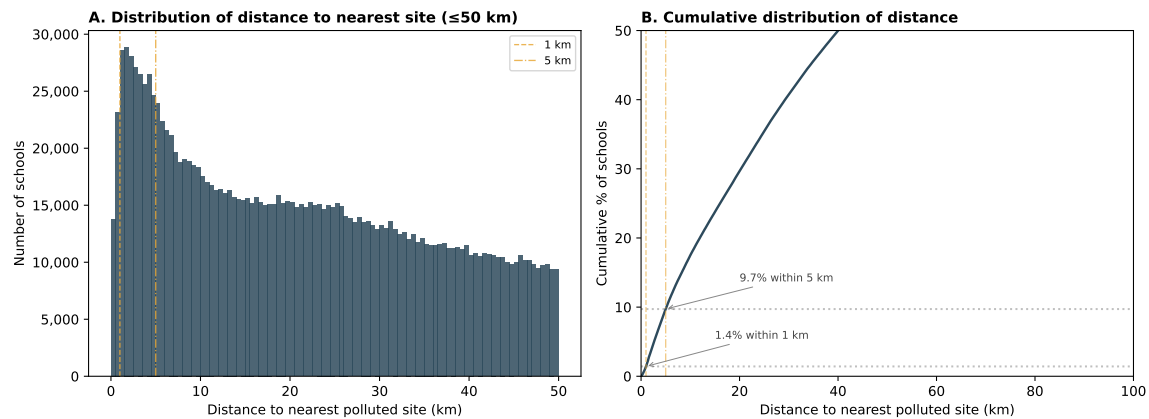 A. Distribution of distance to nearest site (≤50 km)
30,000
25,000
20,000
15,000
10,000
5,000
0
Number of schools
1 km
5 km
0 10 20 30 40 50
Distance to nearest polluted site (km)
B. Cumulative distribution of distance
50
40
30
20
10
0
Cumulative % of schools
9.7% within 5 km
1.4% within 1 km
0 20 40 60 80 100
Distance to nearest polluted site (km)